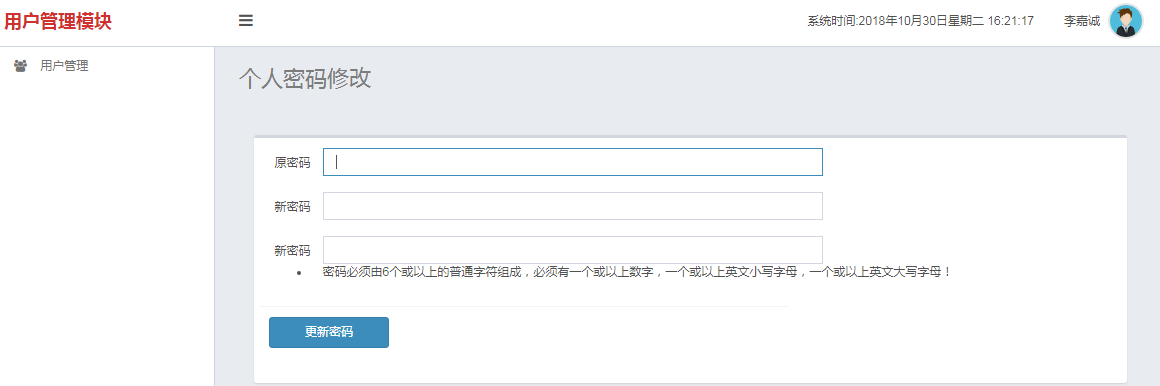 用户管理模块
系统时间:2018年10月30日星期二 16:21:17
李嘉诚
用户管理
个人密码修改
原密码
新密码
新密码
密码必须由6个或以上的普通字符组成，必须有一个或以上数字，一个或以上英文小写字母，一个或以上英文大写字母！
更新密码